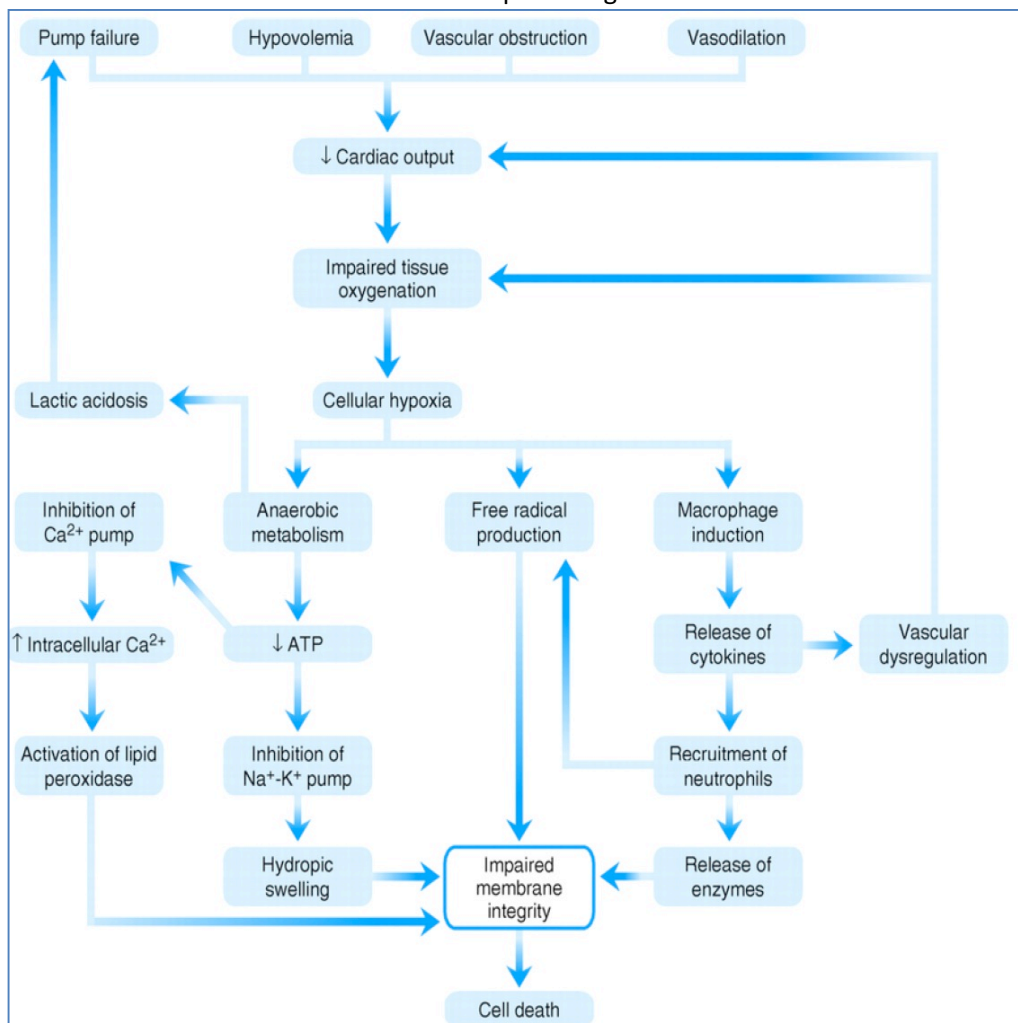 Pump failure
Hypovolemia
Vascular obstruction
Vasodilation
↓ Cardiac output
Impaired tissue
oxygenation
Lactic acidosis
Cellular hypoxia
Inhibition of
Ca²⁺ pump
Anaerobic
metabolism
Free radical
production
Macrophage
induction
↑ Intracellular Ca²⁺
↓ ATP
Release of
cytokines
Vascular
dysregulation
Activation of lipid
peroxidase
Inhibition of
Na⁺-K⁺ pump
Recruitment of
neutrophils
Hydropic
swelling
Impaired
membrane
integrity
Release of
enzymes
Cell death